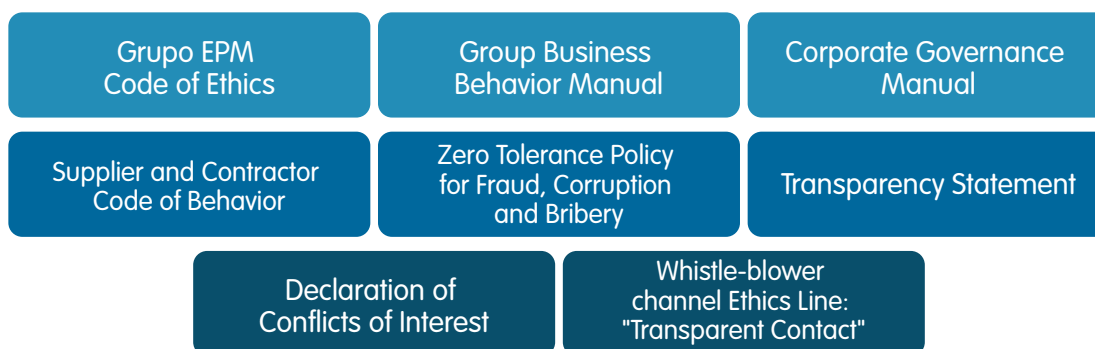 Grupo EPM
Code of Ethics
Group Business
Behavior Manual
Corporate Governance
Manual
Supplier and Contractor
Code of Behavior
Zero Tolerance Policy
for Fraud, Corruption
and Bribery
Transparency Statement
Declaration of
Conflicts of Interest
Whistle-blower
channel Ethics Line:
"Transparent Contact"